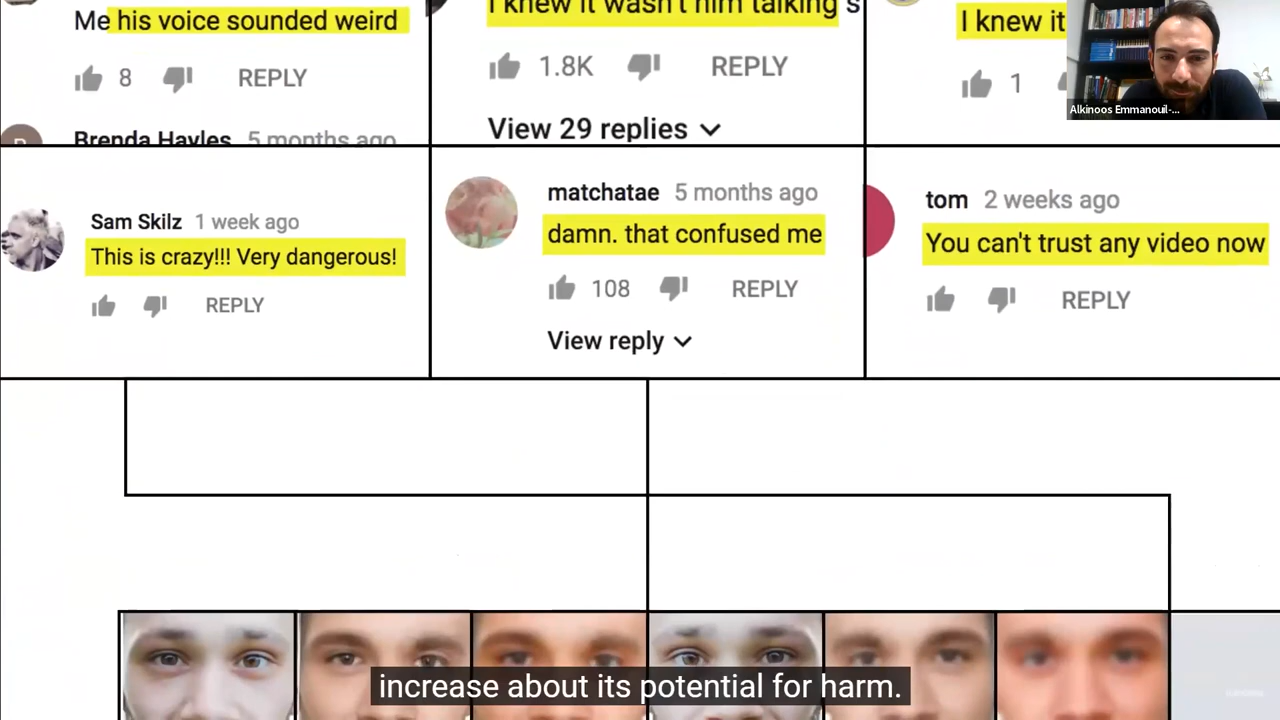 Me his voice sounded weird
8 REPLY
Brenda Hayles 5 months ago
I knew it wasn't him talking s
1.8K REPLY
View 29 replies
I knew it
1
Alkinoos Emmanouil-...
Sam Skilz 1 week ago
This is crazy!!! Very dangerous!
REPLY
matchatae 5 months ago
damn. that confused me
108 REPLY
View reply
tom 2 weeks ago
You can't trust any video now
REPLY
increase about its potential for harm.